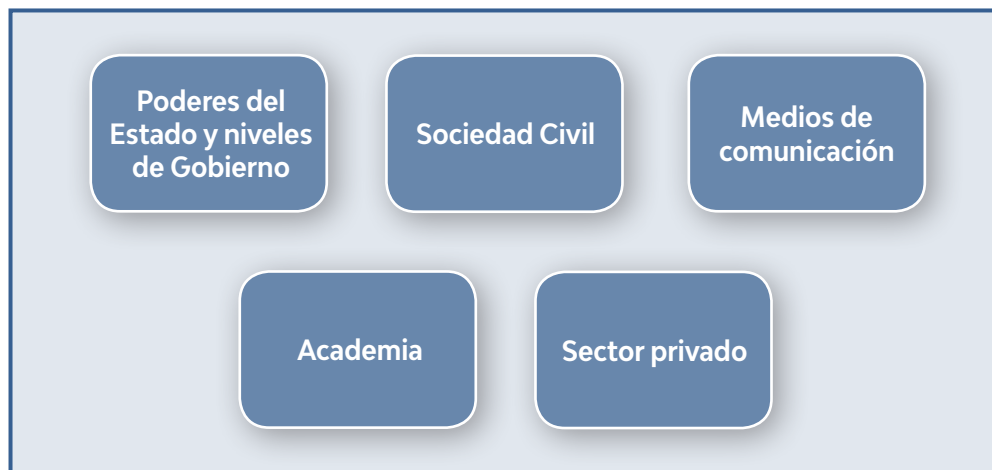 Poderes del
Estado y niveles
de Gobierno
Sociedad Civil
Medios de
comunicación
Academia
Sector privado